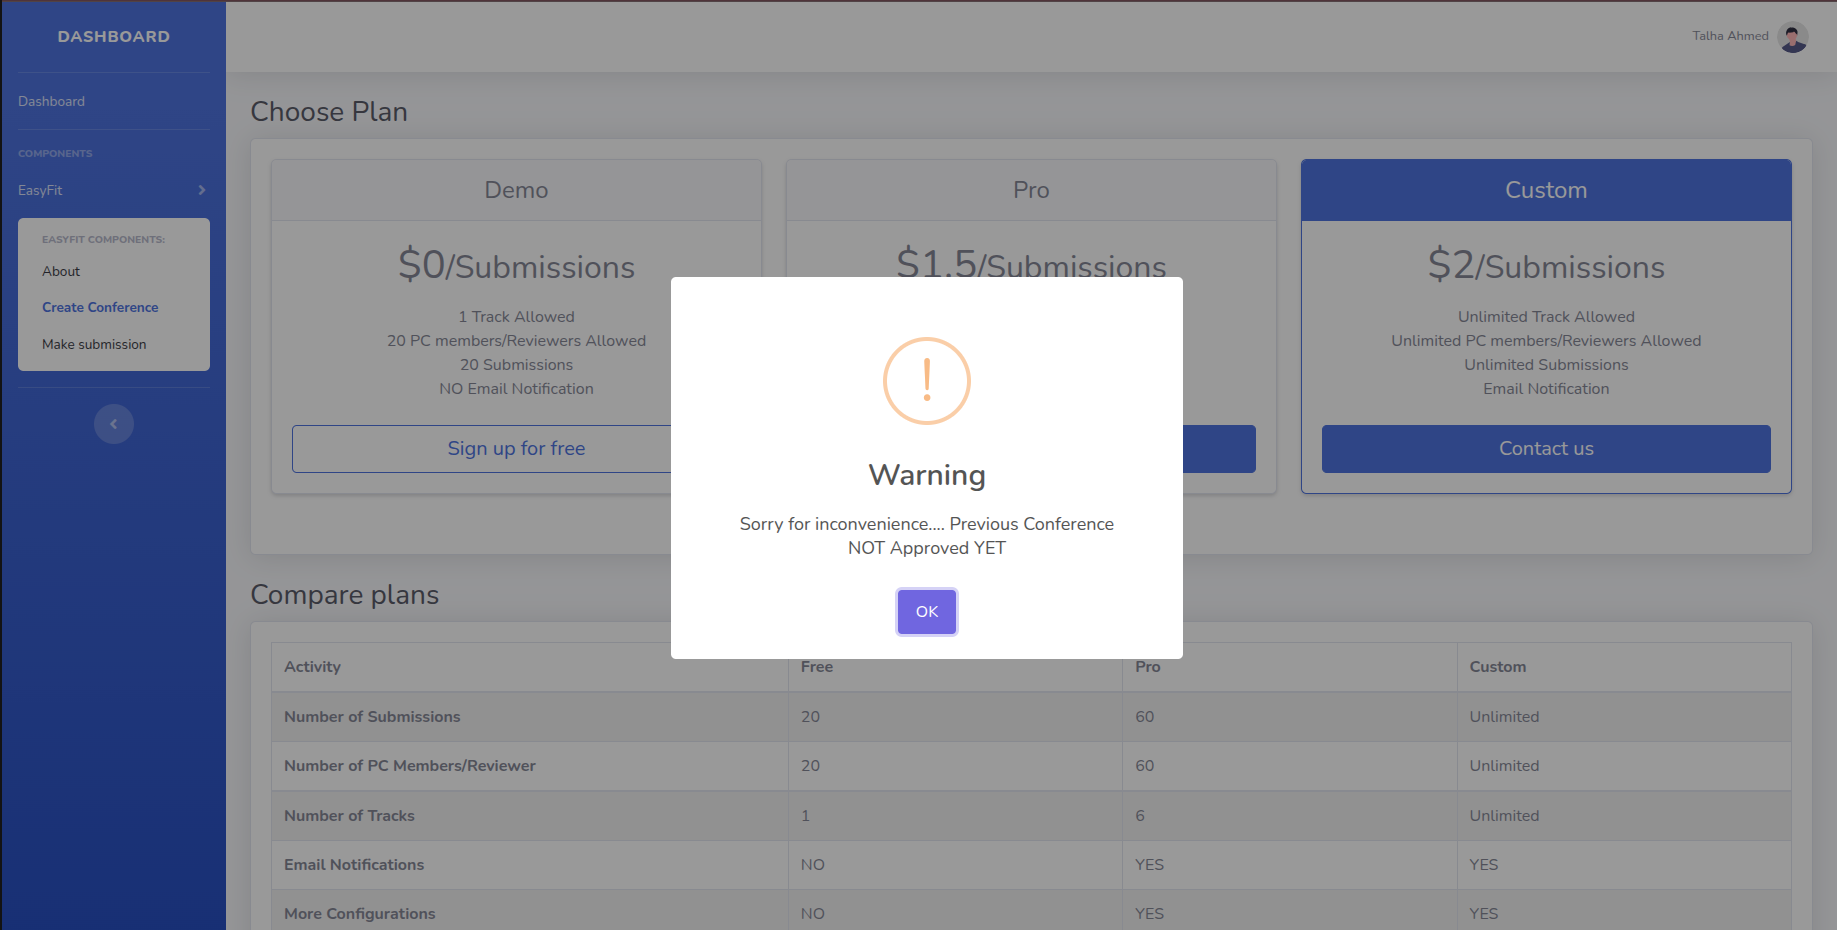 DASHBOARD
Talha Ahmed
Dashboard
COMPONENTS
EasyFit
EASYFIT COMPONENTS:
About
Create Conference
Make submission
Choose Plan
Demo
$0/Submissions
1 Track Allowed
20 PC members/Reviewers Allowed
20 Submissions
NO Email Notification
Sign up for free
Pro
$1.5/Submissions
Custom
$2/Submissions
Unlimited Track Allowed
Unlimited PC members/Reviewers Allowed
Unlimited Submissions
Email Notification
Contact us
!
Warning
Sorry for inconvenience.... Previous Conference
NOT Approved YET
OK
Compare plans
Activity Free Pro Custom
Number of Submissions 20 60 Unlimited
Number of PC Members/Reviewer 20 60 Unlimited
Number of Tracks 1 6 Unlimited
Email Notifications NO YES YES
More Configurations NO YES YES